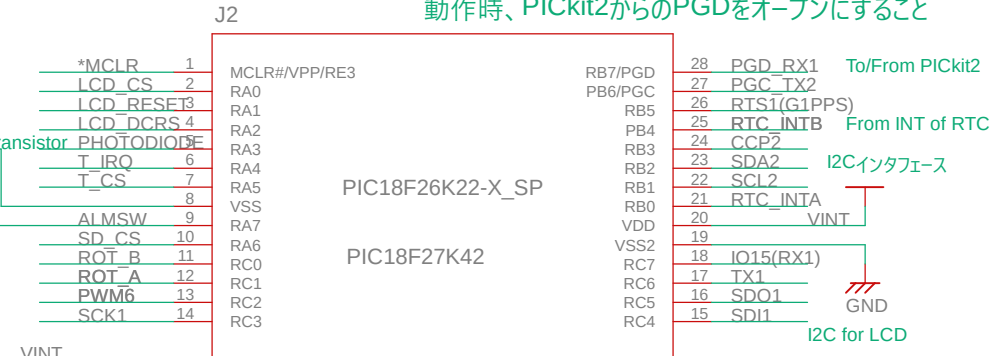 動作時、PICkit2からのPGDをオープンにすること
J2
*MCLR 1 MCLR#/VPP/RE3 RB7/PGD 28 PGD_RX1 To/From PICkit2
LCD_CS 2 RA0 PB6/PGC 27 PGC_TX2
LCD_RESET 3 RA1 RB5 26 RTS1(G1PPS)
LCD_DCRS 4 RA2 PB4 25 RTC_INTB From INT of RTC
ansistor PHOTODIODE 5 RA3 RB3 24 CCP2
T_IRQ 6 RA4 RB2 23 SDA2 I2Cインタフェース
T_CS 7 RA5 RB1 22 SCL2
PIC18F26K22-X_SP
8 VSS RB0 21 RTC_INTA
ALMSW 9 RA7 VDD 20 VINT
SD_CS 10 RA6 VSS2 19
ROT_B 11 RC0 RC7 18 IO15(RX1)
PIC18F27K42
ROT_A 12 RC1 RC6 17 TX1
PWM6 13 RC2 RC5 16 SDO1 GND
SCK1 14 RC3 RC4 15 SDI1
I2C for LCD
VINT